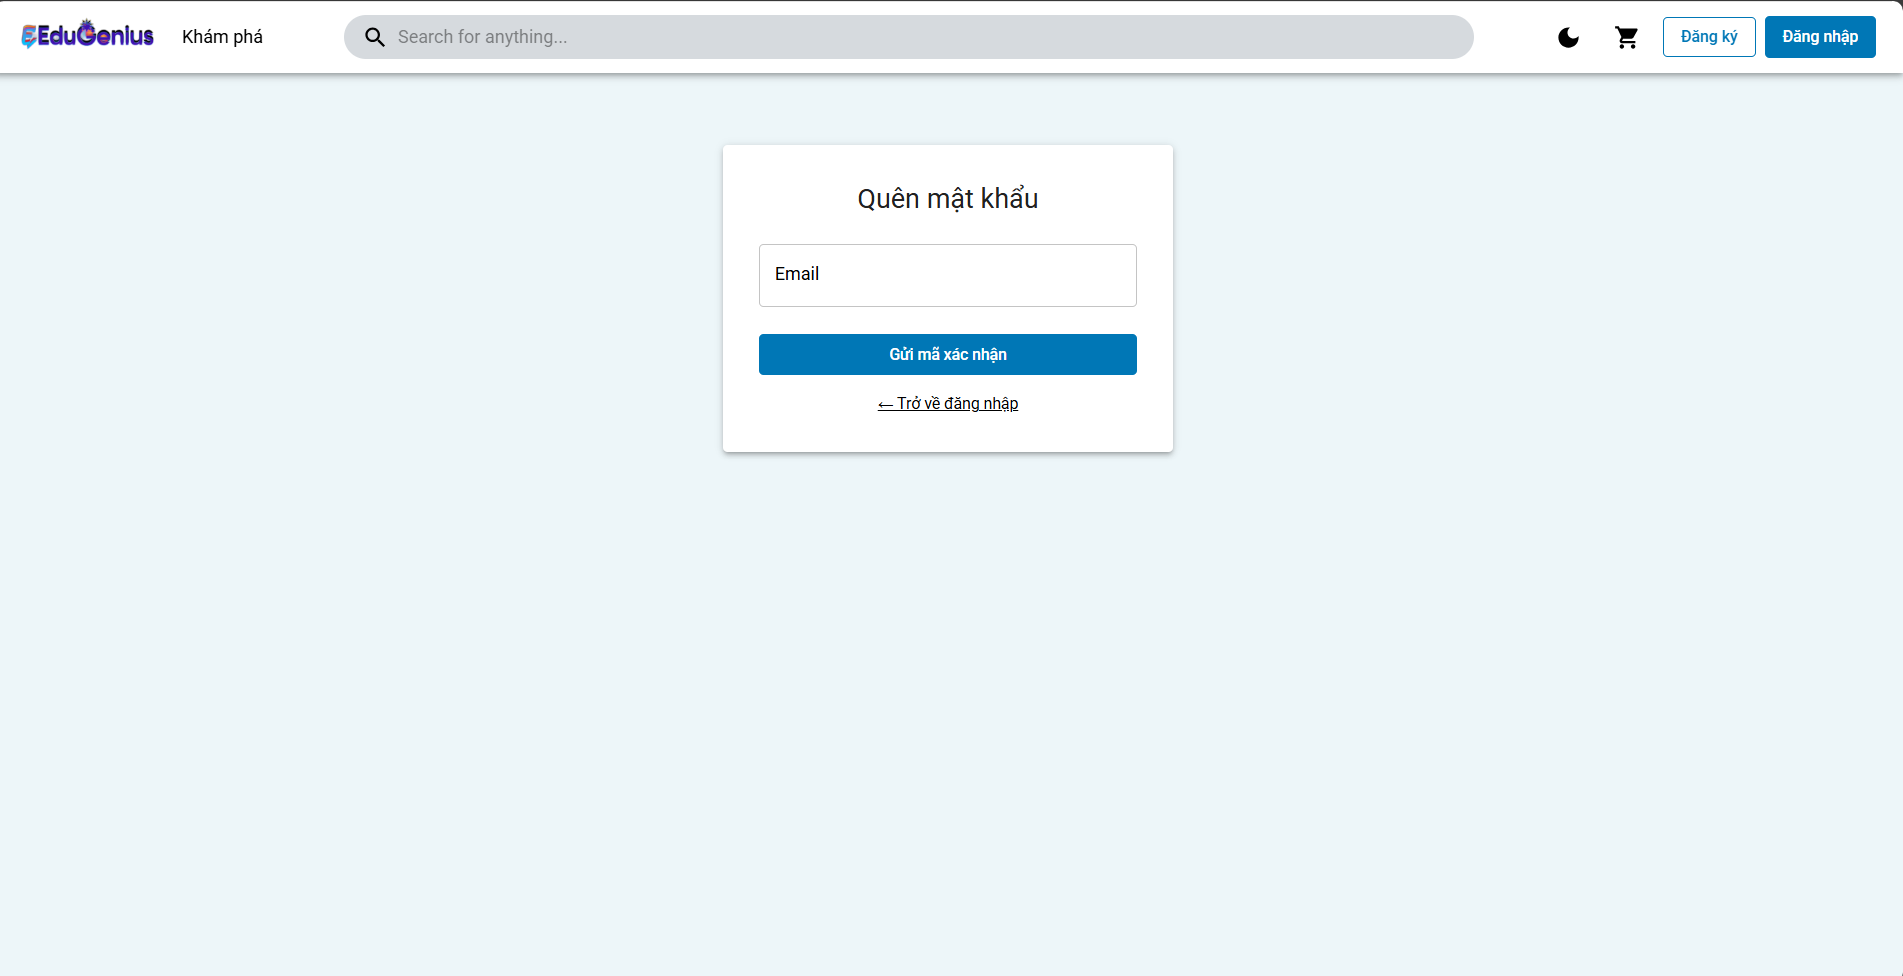 EduGenius
Khám phá
Search for anything...
Đăng ký
Đăng nhập
Quên mật khẩu
Email
Gửi mã xác nhận
← Trở về đăng nhập